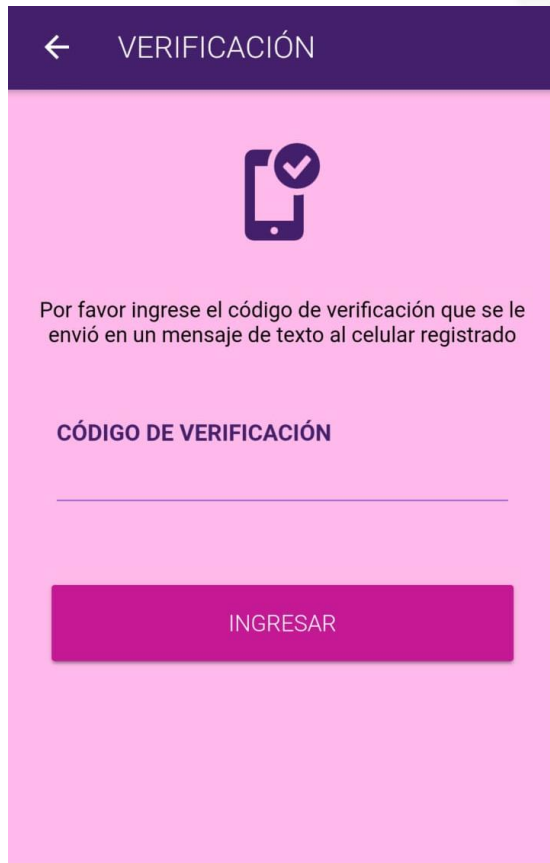 VERIFICACIÓN
Por favor ingrese el código de verificación que se le
envió en un mensaje de texto al celular registrado
CÓDIGO DE VERIFICACIÓN
INGRESAR